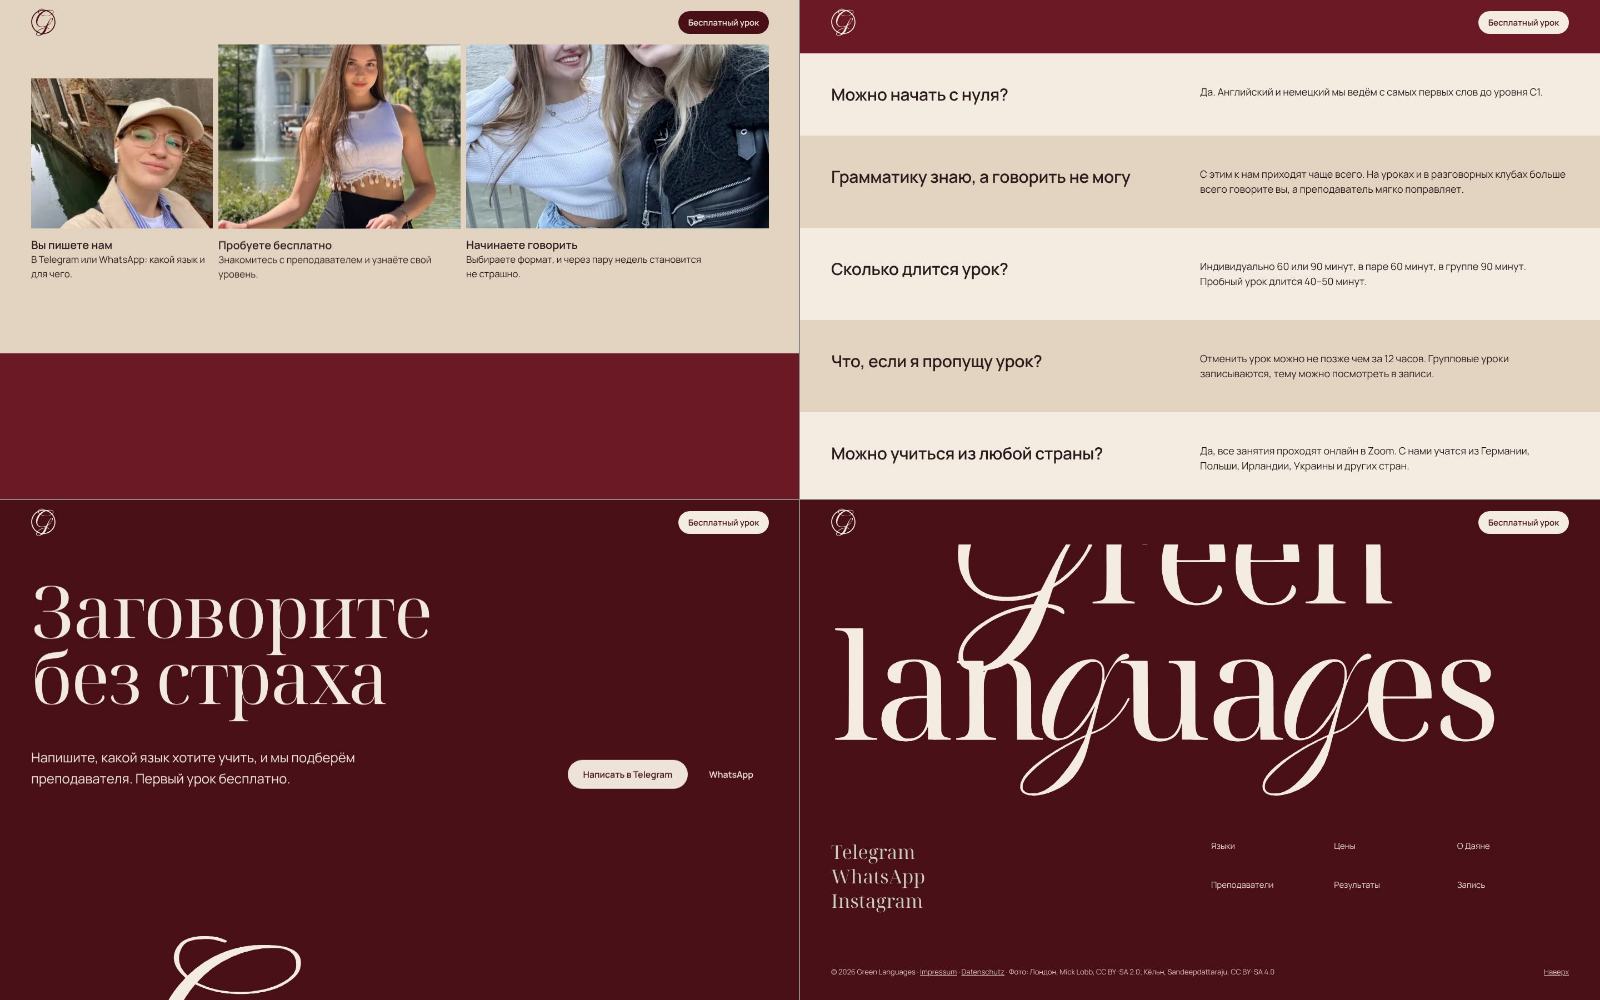 Бесплатный урок
Вы пишете нам
В Telegram или WhatsApp: какой язык и
для чего.
Пробуете бесплатно
Знакомитесь с преподавателем и узнаёте свой
уровень.
Начинаете говорить
Выбираете формат, и через пару недель становится
не страшно.
Бесплатный урок
Можно начать с нуля?
Да. Английский и немецкий мы ведём с самых первых слов до уровня C1.
Грамматику знаю, а говорить не могу
С этим к нам приходят чаще всего. На уроках и в разговорных клубах больше
всего говорите вы, а преподаватель мягко поправляет.
Сколько длится урок?
Индивидуально 60 или 90 минут, в паре 60 минут, в группе 90 минут.
Пробный урок длится 40–50 минут.
Что, если я пропущу урок?
Отменить урок можно не позже чем за 12 часов. Групповые уроки
записываются, тему можно посмотреть в записи.
Можно учиться из любой страны?
Да, все занятия проходят онлайн в Zoom. С нами учатся из Германии,
Польши, Ирландии, Украины и других стран.
Бесплатный урок
Заговорите
без страха
Напишите, какой язык хотите учить, и мы подберём
преподавателя. Первый урок бесплатно.
Написать в Telegram
WhatsApp
Бесплатный урок
Green
languages
Telegram
WhatsApp
Instagram
Языки
Цены
О Даяне
Преподаватели
Результаты
Запись
© 2026 Green Languages · Impressum · Datenschutz · Фото: Лондон, Mick Lobb, CC BY-SA 2.0; Кёльн, Sandeepdattaraju, CC BY-SA 4.0
Наверх